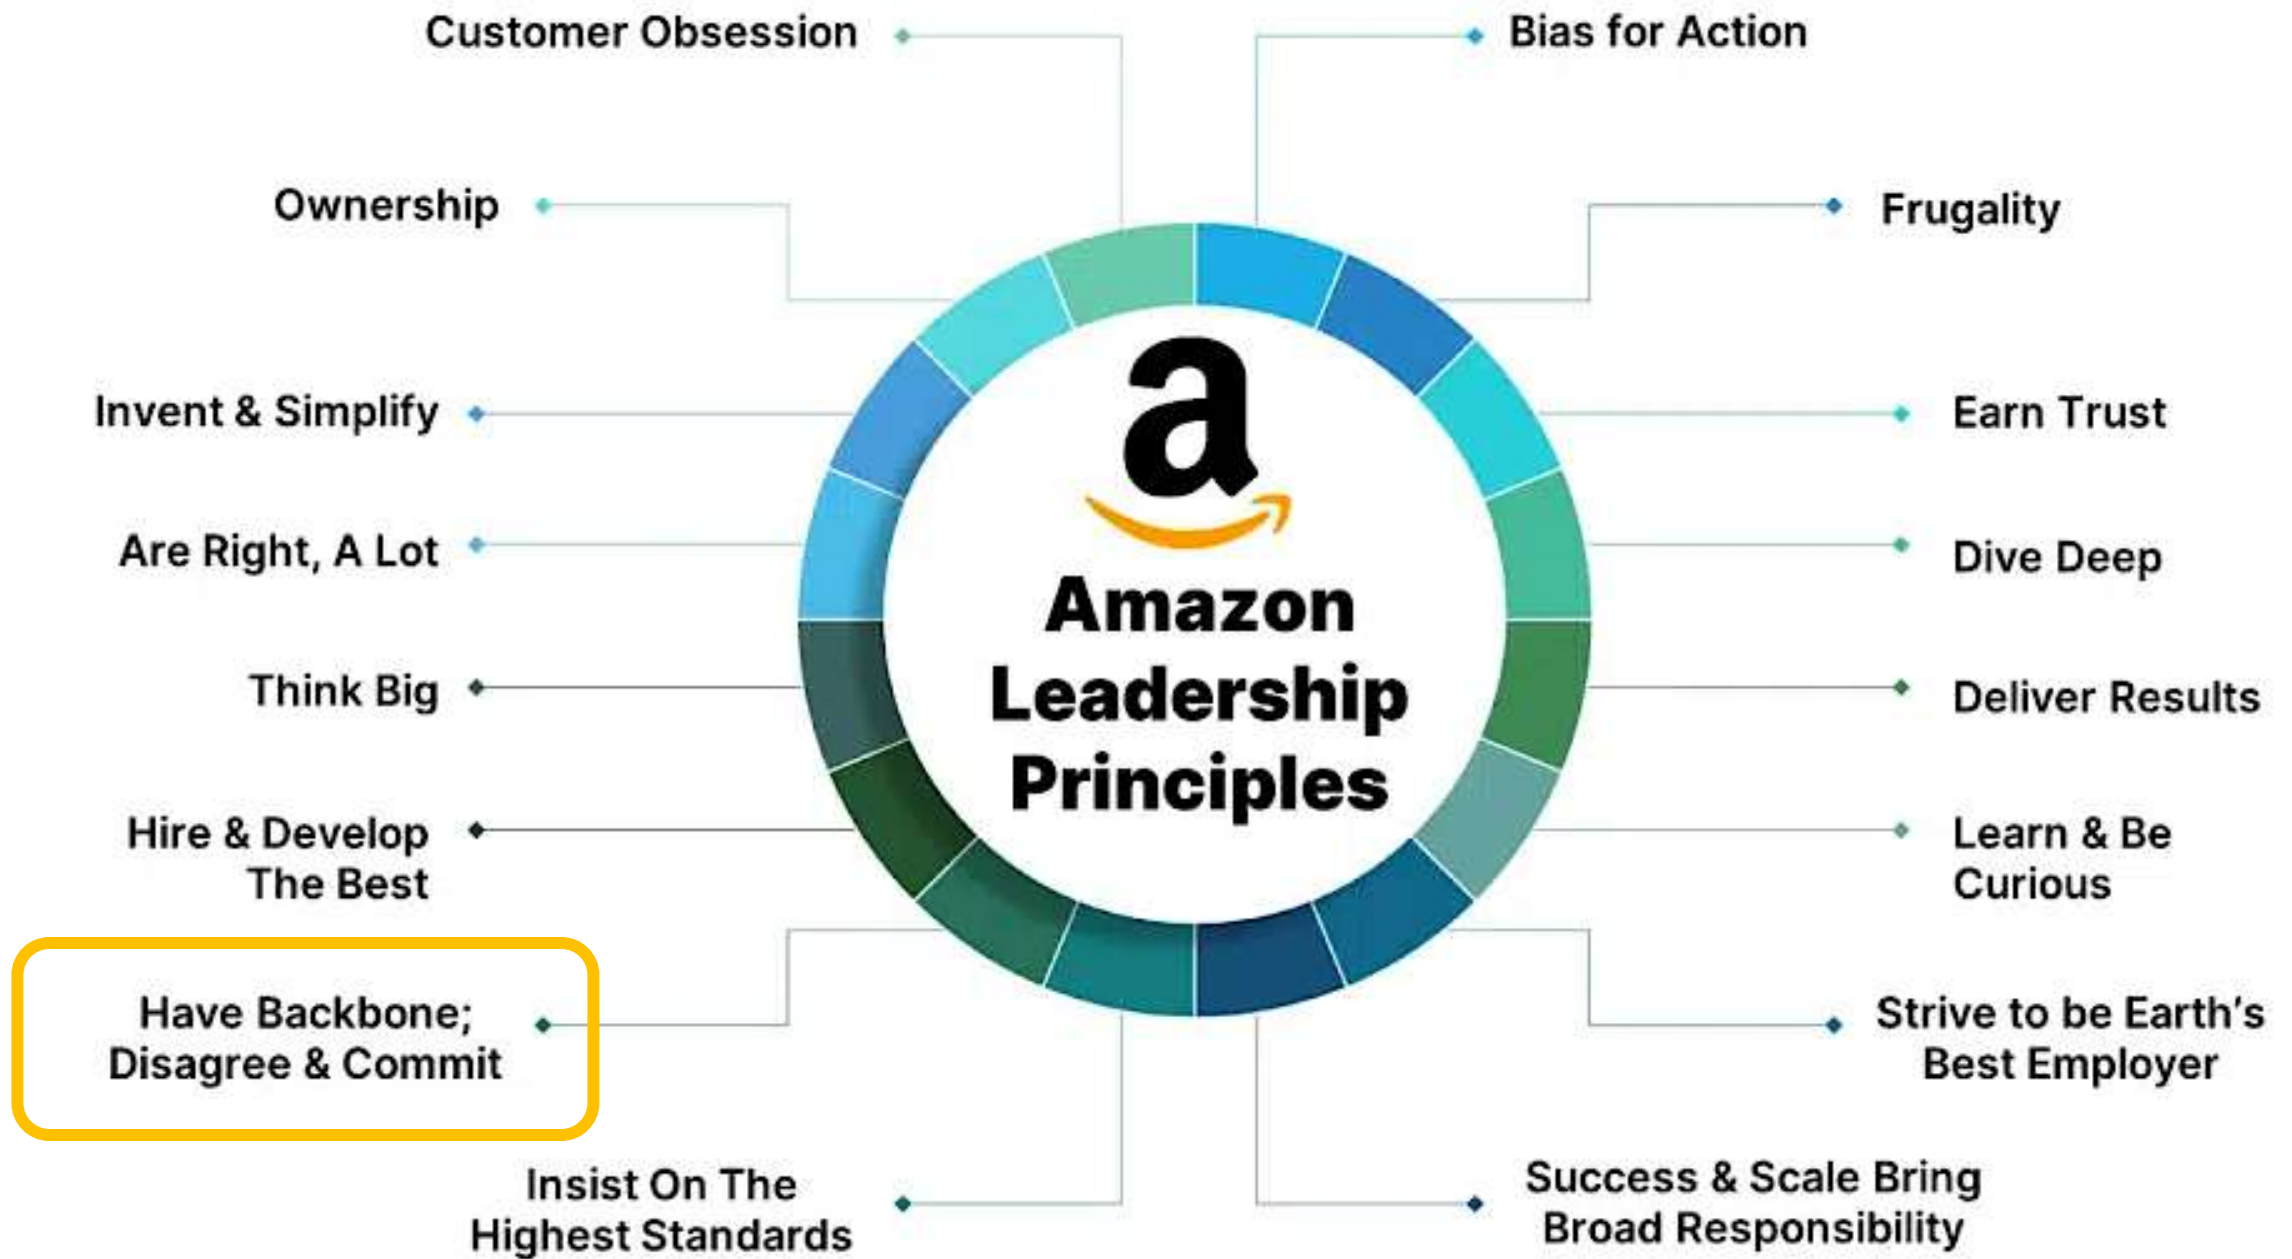 Customer Obsession
Bias for Action
Ownership
Frugality
Invent & Simplify
Earn Trust
Are Right, A Lot
Dive Deep
Think Big
Deliver Results
Hire & Develop
The Best
Learn & Be
Curious
Have Backbone;
Disagree & Commit
Strive to be Earth's
Best Employer
Insist On The
Highest Standards
Success & Scale Bring
Broad Responsibility
a
Amazon
Leadership
Principles